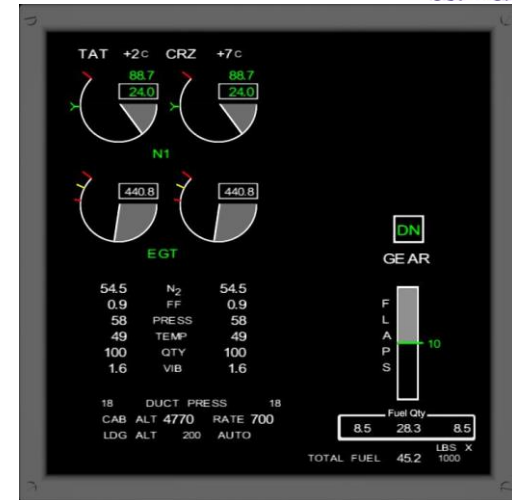 TAT +2c CRZ +7c
88.7 88.7
24.0 24.0
N1
440.8 440.8
EGT
DN
GEAR
54.5 N2 54.5
0.9 FF 0.9
58 PRESS 58
49 TEMP 49
100 QTY 100
1.6 VIB 1.6
FLAPS
10
18 DUCT PRESS 18
CAB ALT 4770 RATE 700
LDG ALT 200 AUTO
Fuel Qty
8.5 28.3 8.5
TOTAL FUEL 45.2 LBS X
1000